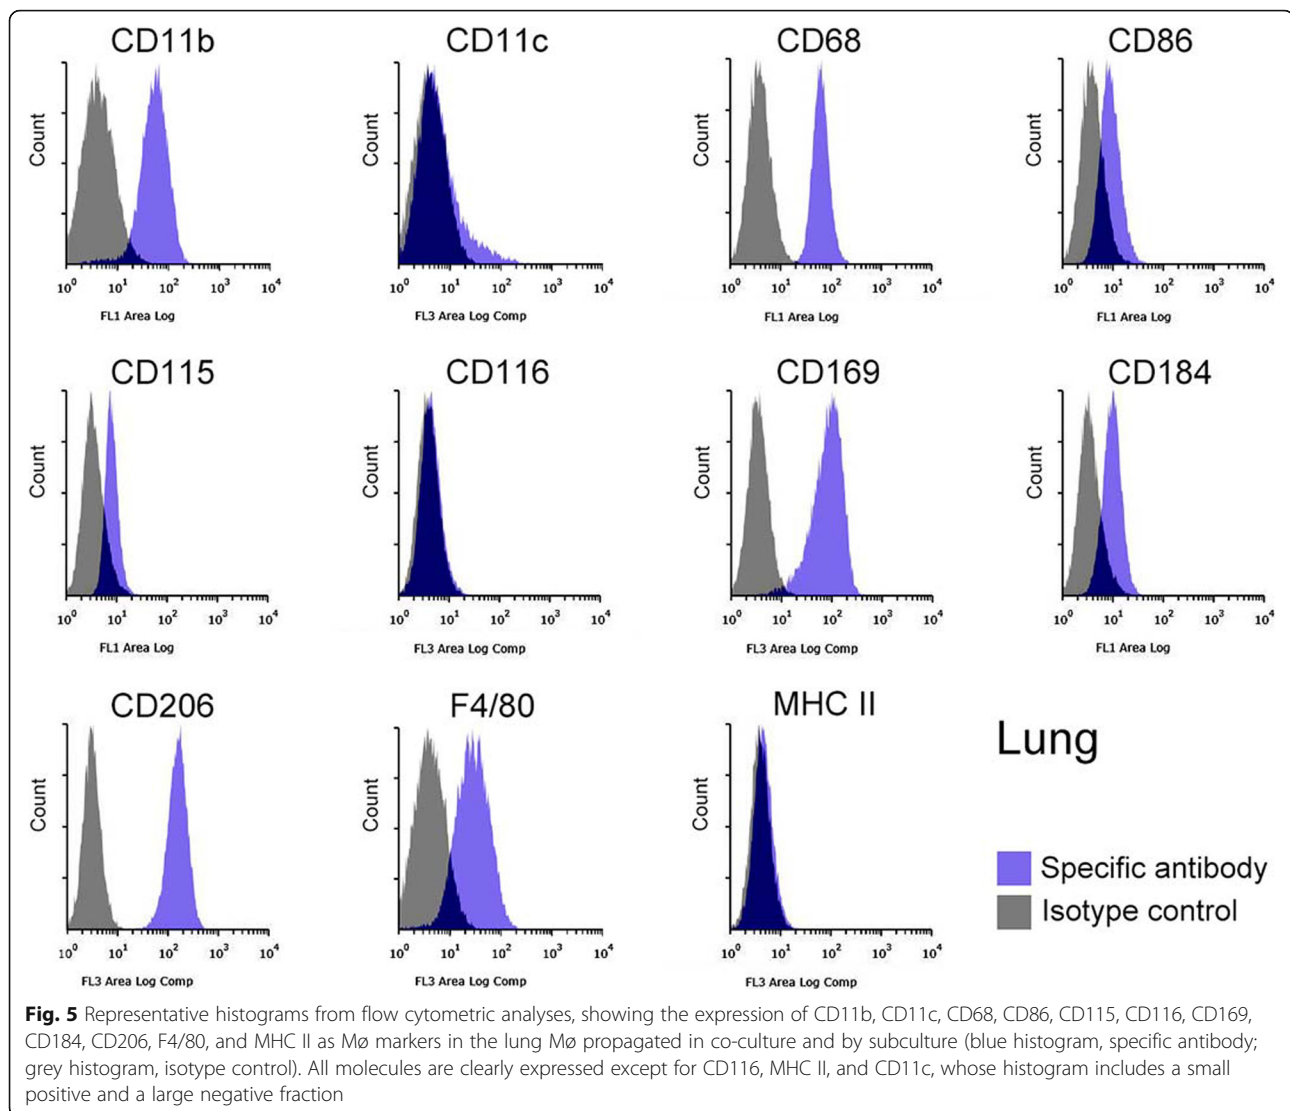 CD11b
CD11c
CD68
CD86
Count
Count
Count
Count
10⁰ 10¹ 10² 10³ 10⁴
10⁰ 10¹ 10² 10³ 10⁴
10⁰ 10¹ 10² 10³ 10⁴
10⁰ 10¹ 10² 10³ 10⁴
FL1 Area Log
FL3 Area Log Comp
FL1 Area Log
FL1 Area Log
CD115
CD116
CD169
CD184
Count
Count
Count
Count
10⁰ 10¹ 10² 10³ 10⁴
10⁰ 10¹ 10² 10³ 10⁴
10⁰ 10¹ 10² 10³ 10⁴
10⁰ 10¹ 10² 10³ 10⁴
FL1 Area Log
FL3 Area Log Comp
FL3 Area Log Comp
FL1 Area Log
CD206
F4/80
MHC II
Lung
Count
Count
Count
Specific antibody
Isotype control
10⁰ 10¹ 10² 10³ 10⁴
10⁰ 10¹ 10² 10³ 10⁴
10⁰ 10¹ 10² 10³ 10⁴
FL3 Area Log Comp
FL3 Area Log Comp
FL3 Area Log Comp
Fig. 5 Representative histograms from flow cytometric analyses, showing the expression of CD11b, CD11c, CD68, CD86, CD115, CD116, CD169,
CD184, CD206, F4/80, and MHC II as Mø markers in the lung Mø propagated in co-culture and by subculture (blue histogram, specific antibody;
grey histogram, isotype control). All molecules are clearly expressed except for CD116, MHC II, and CD11c, whose histogram includes a small
positive and a large negative fraction